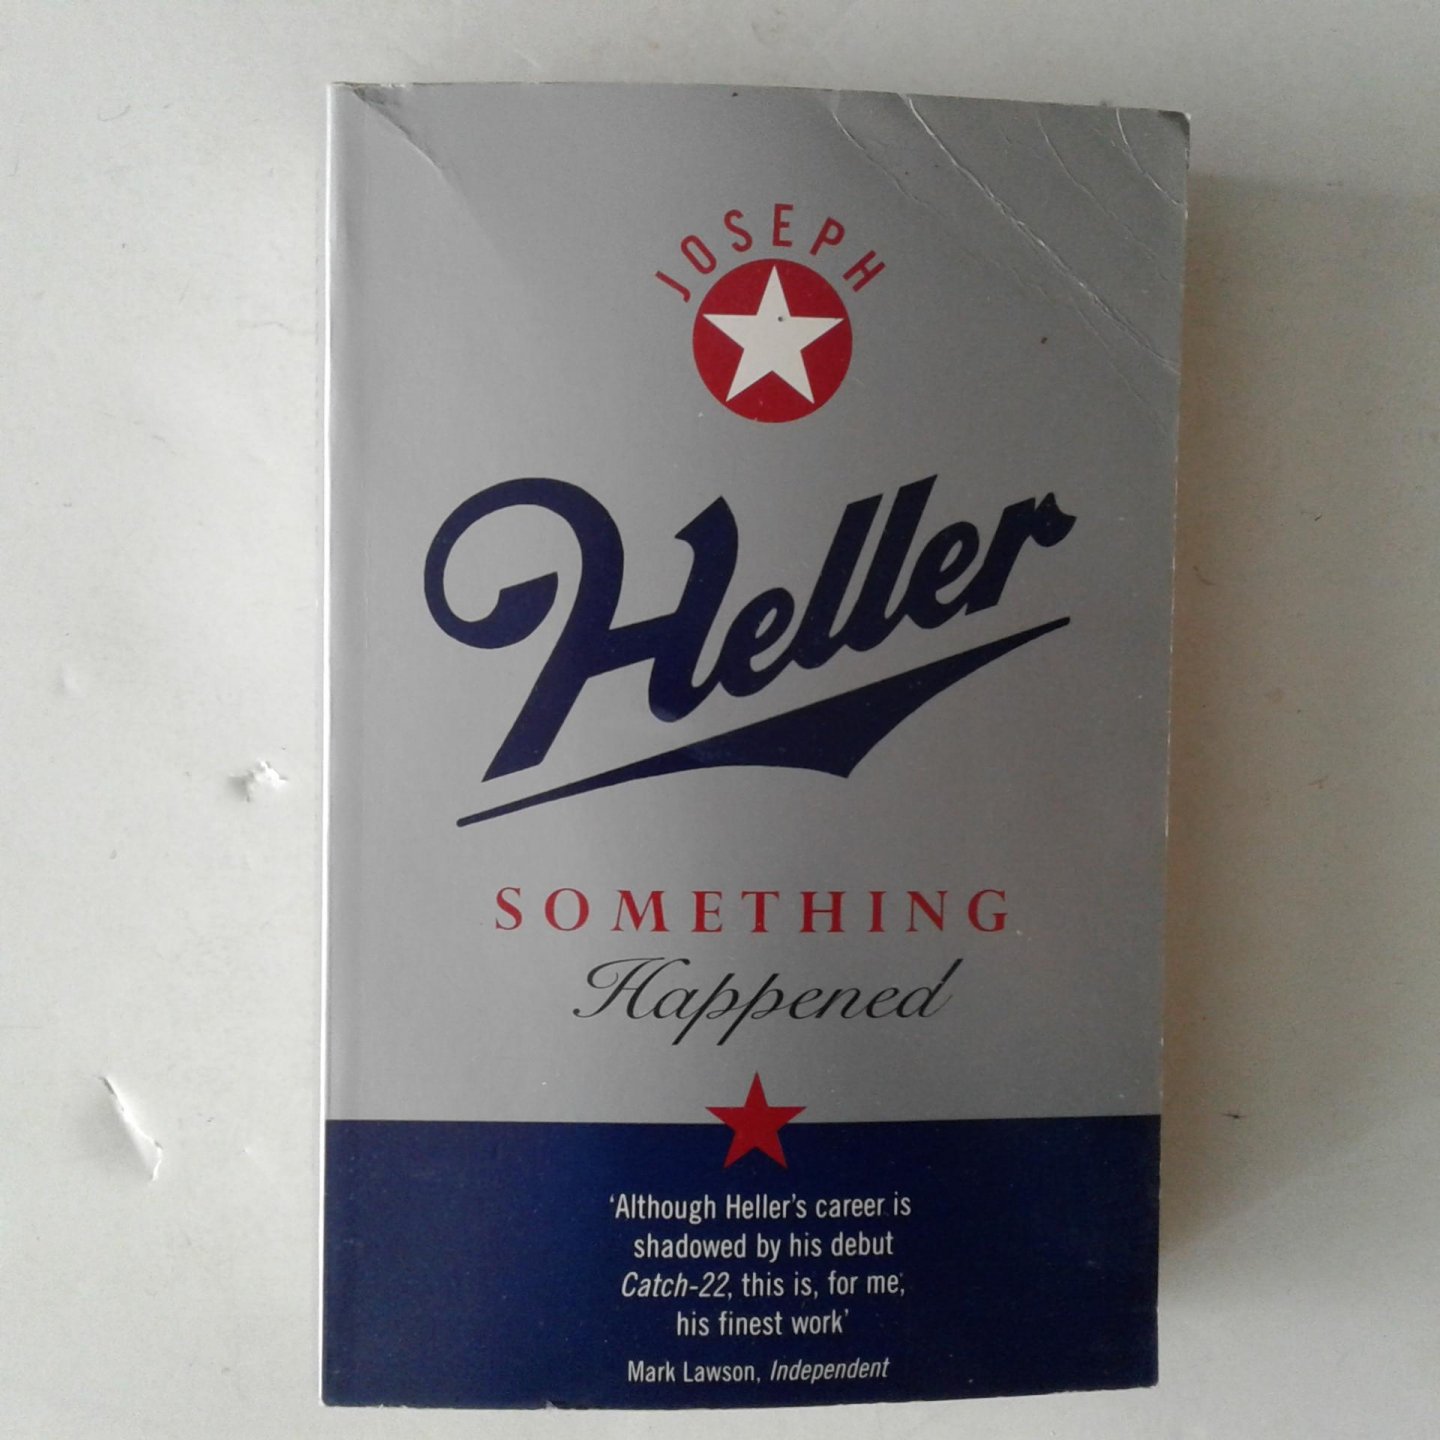 JOSEPH
Heller
SOMETHING
Happened
‘Although Heller’s career is
shadowed by his debut
Catch-22, this is, for me,
his finest work’
Mark Lawson, Independent